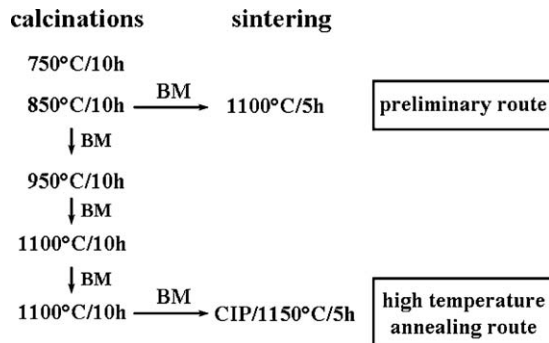 calcinations sintering
750°C/10h
850°C/10h BM 1100°C/5h preliminary route
BM
950°C/10h
BM
1100°C/10h
BM
1100°C/10h BM CIP/1150°C/5h high temperature
annealing route